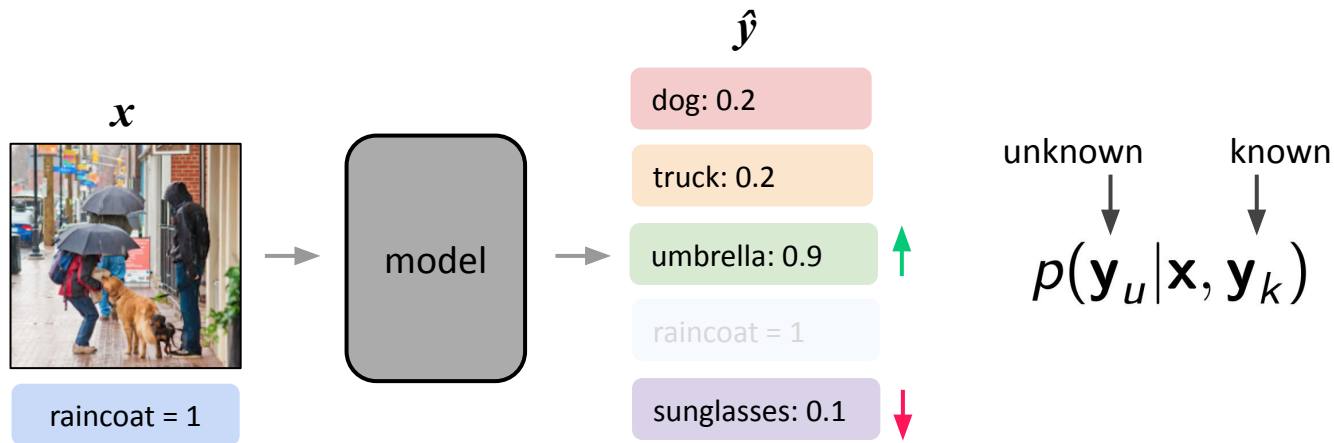 x
raincoat = 1
model
ŷ
dog: 0.2
truck: 0.2
umbrella: 0.9
raincoat = 1
sunglasses: 0.1
unknown
known
p(y_u|x, y_k)